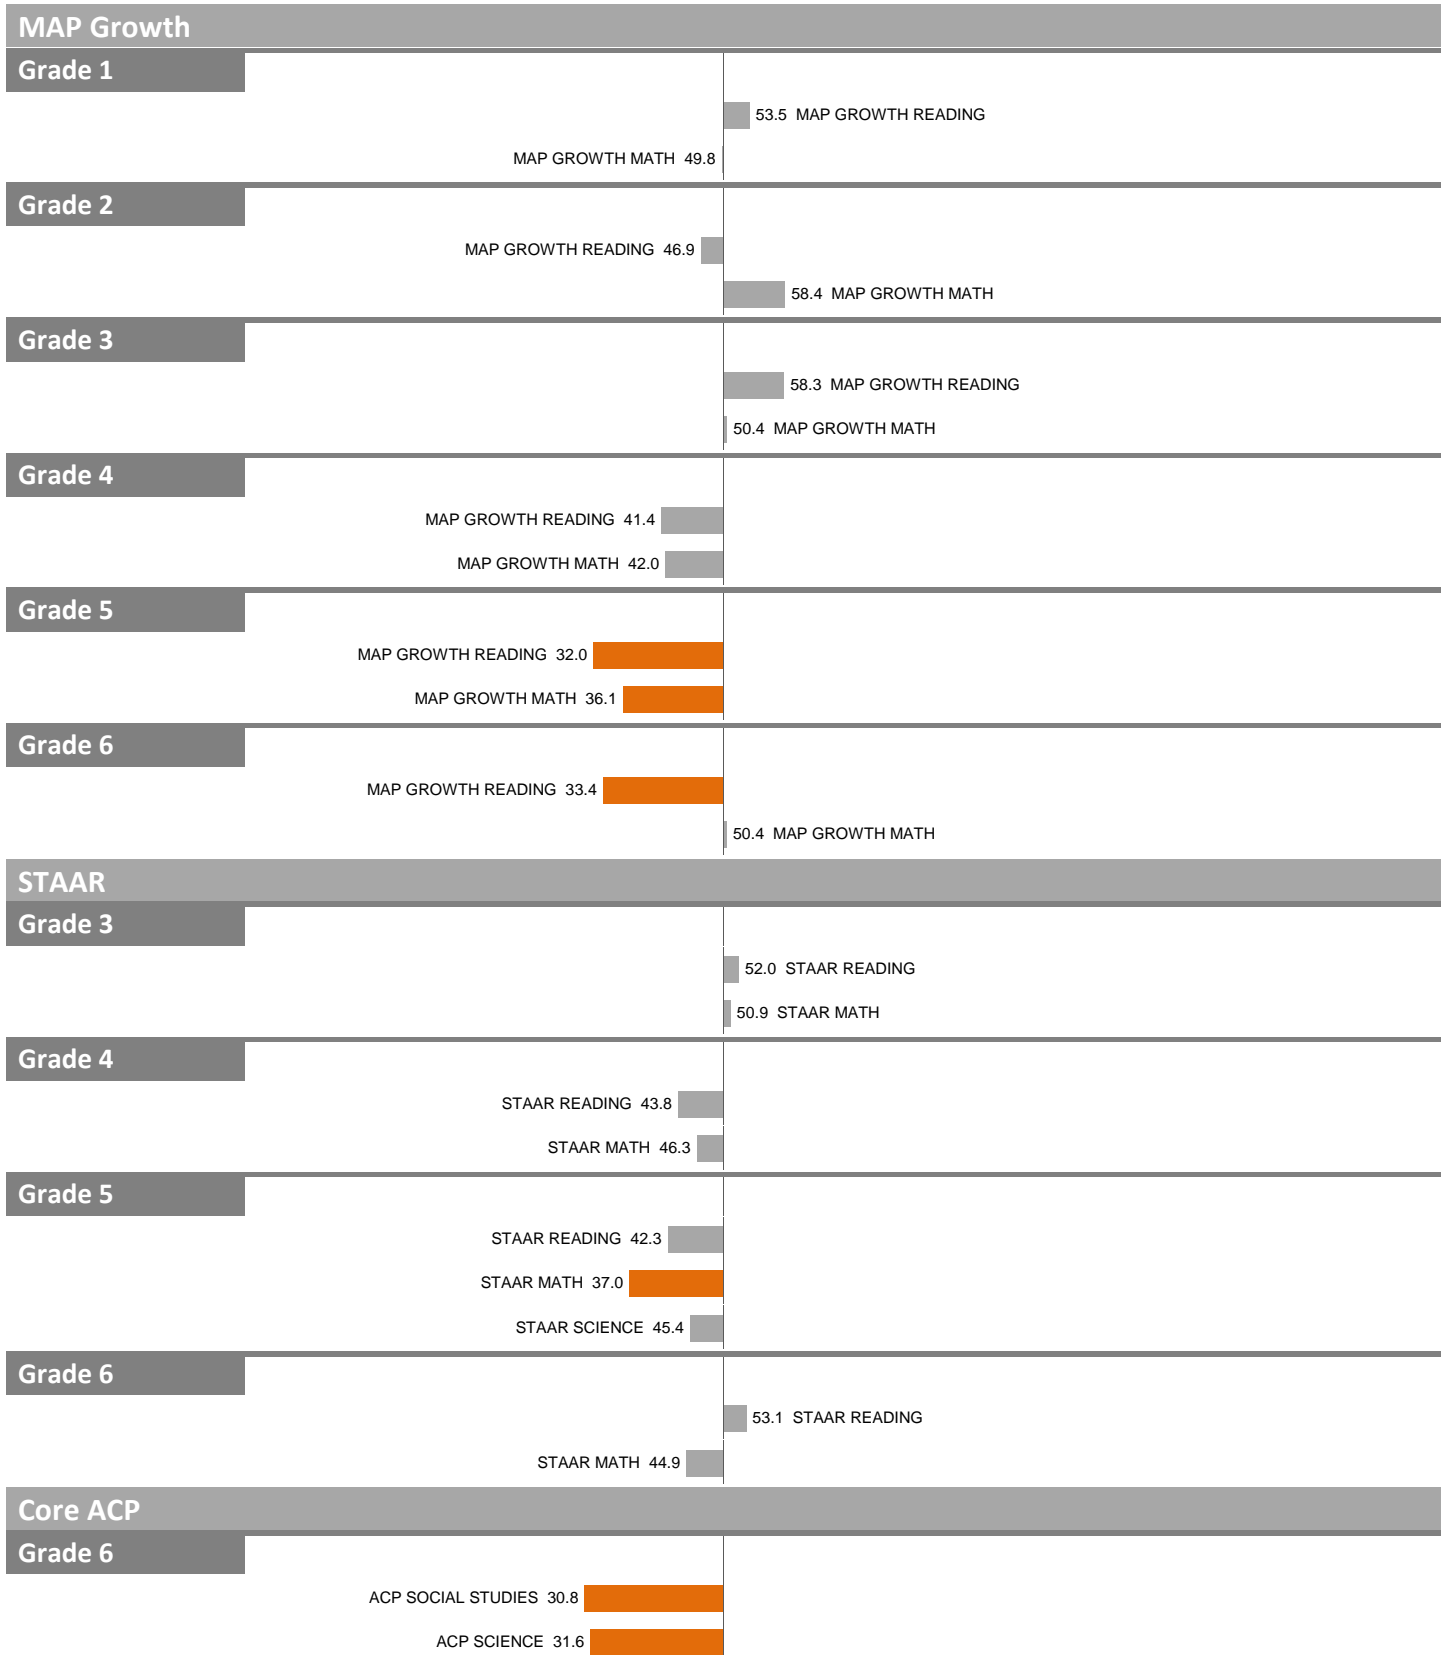 MAP Growth
Grade 1
53.5 MAP GROWTH READING
MAP GROWTH MATH 49.8
Grade 2
MAP GROWTH READING 46.9
58.4 MAP GROWTH MATH
Grade 3
58.3 MAP GROWTH READING
50.4 MAP GROWTH MATH
Grade 4
MAP GROWTH READING 41.4
MAP GROWTH MATH 42.0
Grade 5
MAP GROWTH READING 32.0
MAP GROWTH MATH 36.1
Grade 6
MAP GROWTH READING 33.4
50.4 MAP GROWTH MATH
STAAR
Grade 3
52.0 STAAR READING
50.9 STAAR MATH
Grade 4
STAAR READING 43.8
STAAR MATH 46.3
Grade 5
STAAR READING 42.3
STAAR MATH 37.0
STAAR SCIENCE 45.4
Grade 6
53.1 STAAR READING
STAAR MATH 44.9
Core ACP
Grade 6
ACP SOCIAL STUDIES 30.8
ACP SCIENCE 31.6